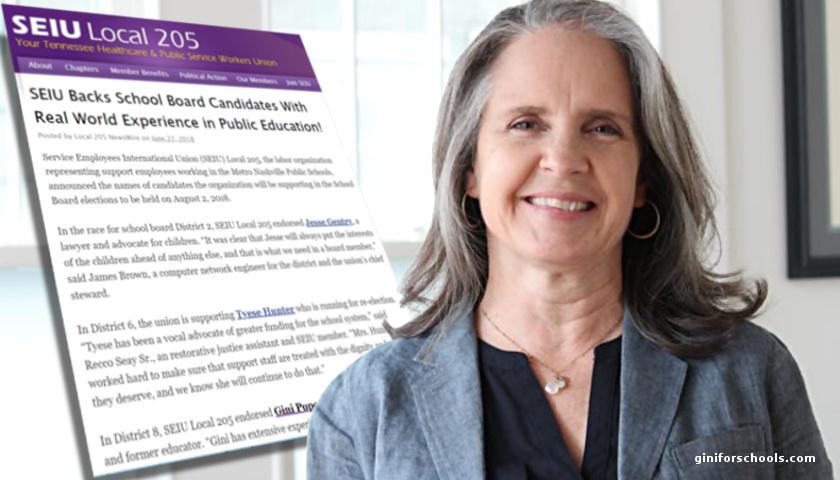 SEIU Local 205
Your Tennessee Healthcare & Public Service Workers Union
About Chapters Member Benefits Political Action Our Members Join SEIU
SEIU Backs School Board Candidates With
Real World Experience in Public Education!
Posted by Local 205 NewsWire on June 27, 2018
Service Employees International Union (SEIU) Local 205, the labor organization
representing support employees working in the Metro Nashville Public Schools,
announced the names of candidates the organization will be supporting in the School
Board elections to be held on August 2, 2018.
In the race for school board District 2, SEIU Local 205 endorsed Jesse Gentry, a
lawyer and advocate for children. "It was clear that Jesse will always put the interests
of the children ahead of anything else, and that is what we need in a board member,"
said James Brown, a computer network engineer for the district and the union's chief
steward.
In District 6, the union is supporting Tyese Hunter who is running for re-election.
"Tyese has been a vocal advocate of greater funding for the school system," said
Recco Seay Sr., an restorative justice assistant and SEIU member. "Mrs. Hun
worked hard to make sure that support staff are treated with the dignity
they deserve, and we know she will continue to do that."
In District 8, SEIU Local 205 endorsed Gini Pupo
and former educator. "Gini has extensive experi
giniforschools.com